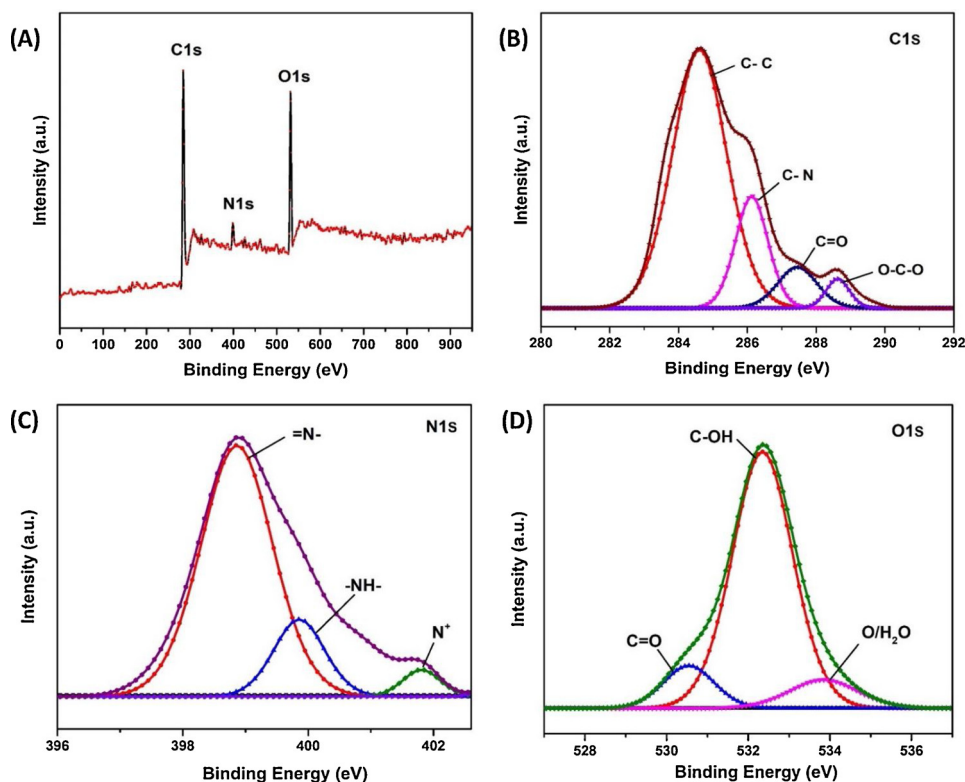 (A)
C1s
O1s
N1s
Intensity (a.u.)
0 100 200 300 400 500 600 700 800 900
Binding Energy (eV)
(B)
C1s
C- C
C- N
C=O
O-C-O
Intensity (a.u.)
280 282 284 286 288 290 292
Binding Energy (eV)
(C)
N1s
=N-
-NH-
N⁺
Intensity (a.u.)
396 398 400 402
Binding Energy (eV)
(D)
O1s
C-OH
C=O
O/H₂O
Intensity (a.u.)
528 530 532 534 536
Binding Energy (eV)